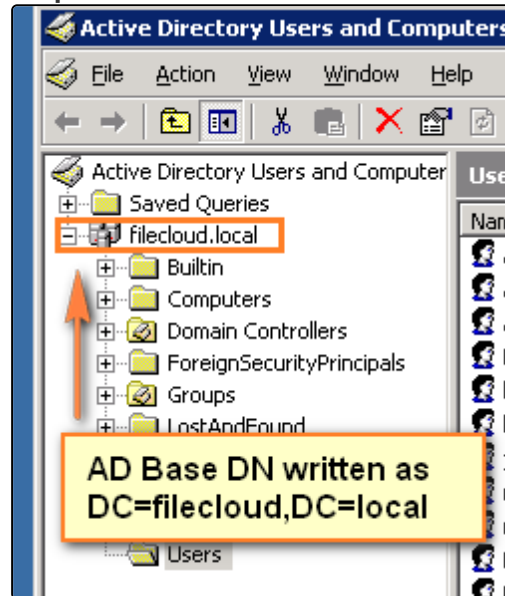 Active Directory Users and Computers
File Action View Window Help
Active Directory Users and Computer
Saved Queries
filecloud.local
Builtin
Computers
Domain Controllers
ForeignSecurityPrincipals
Groups
LostAndFound
AD Base DN written as
DC=filecloud,DC=local
Users